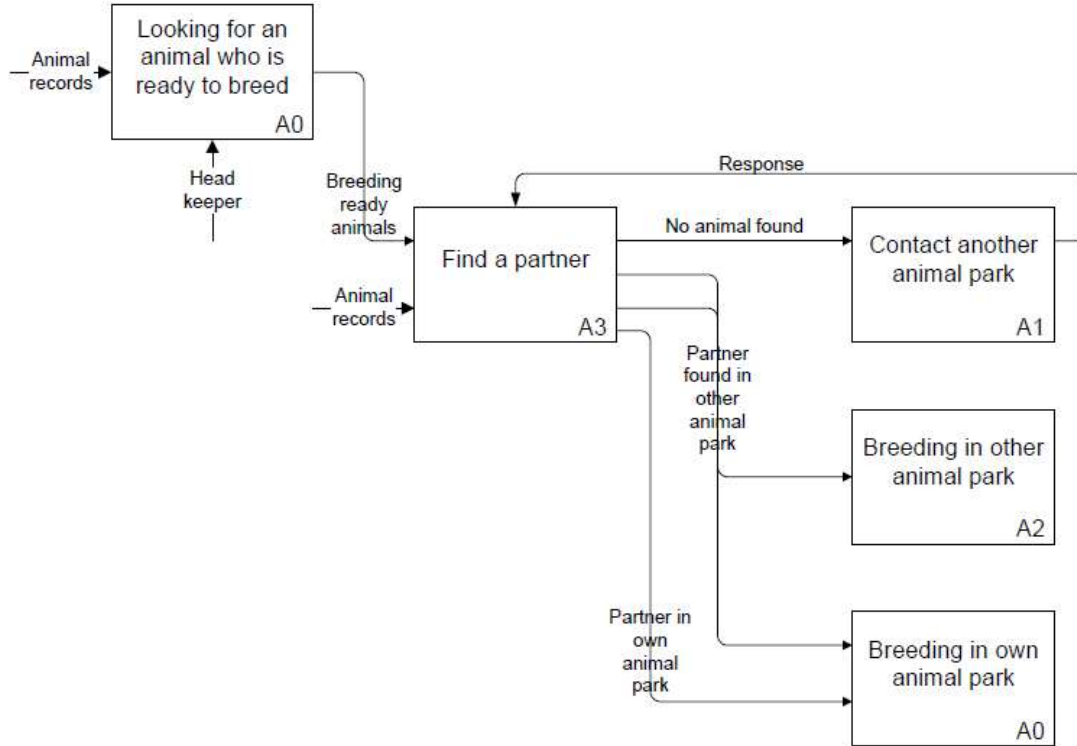 Looking for an
animal who is
ready to breed
A0
Animal
records
Head
keeper
Breeding
ready
animals
Response
Find a partner
A3
No animal found
Contact another
animal park
A1
Animal
records
Partner
found in
other
animal
park
Breeding in other
animal park
A2
Partner in
own
animal
park
Breeding in own
animal park
A0